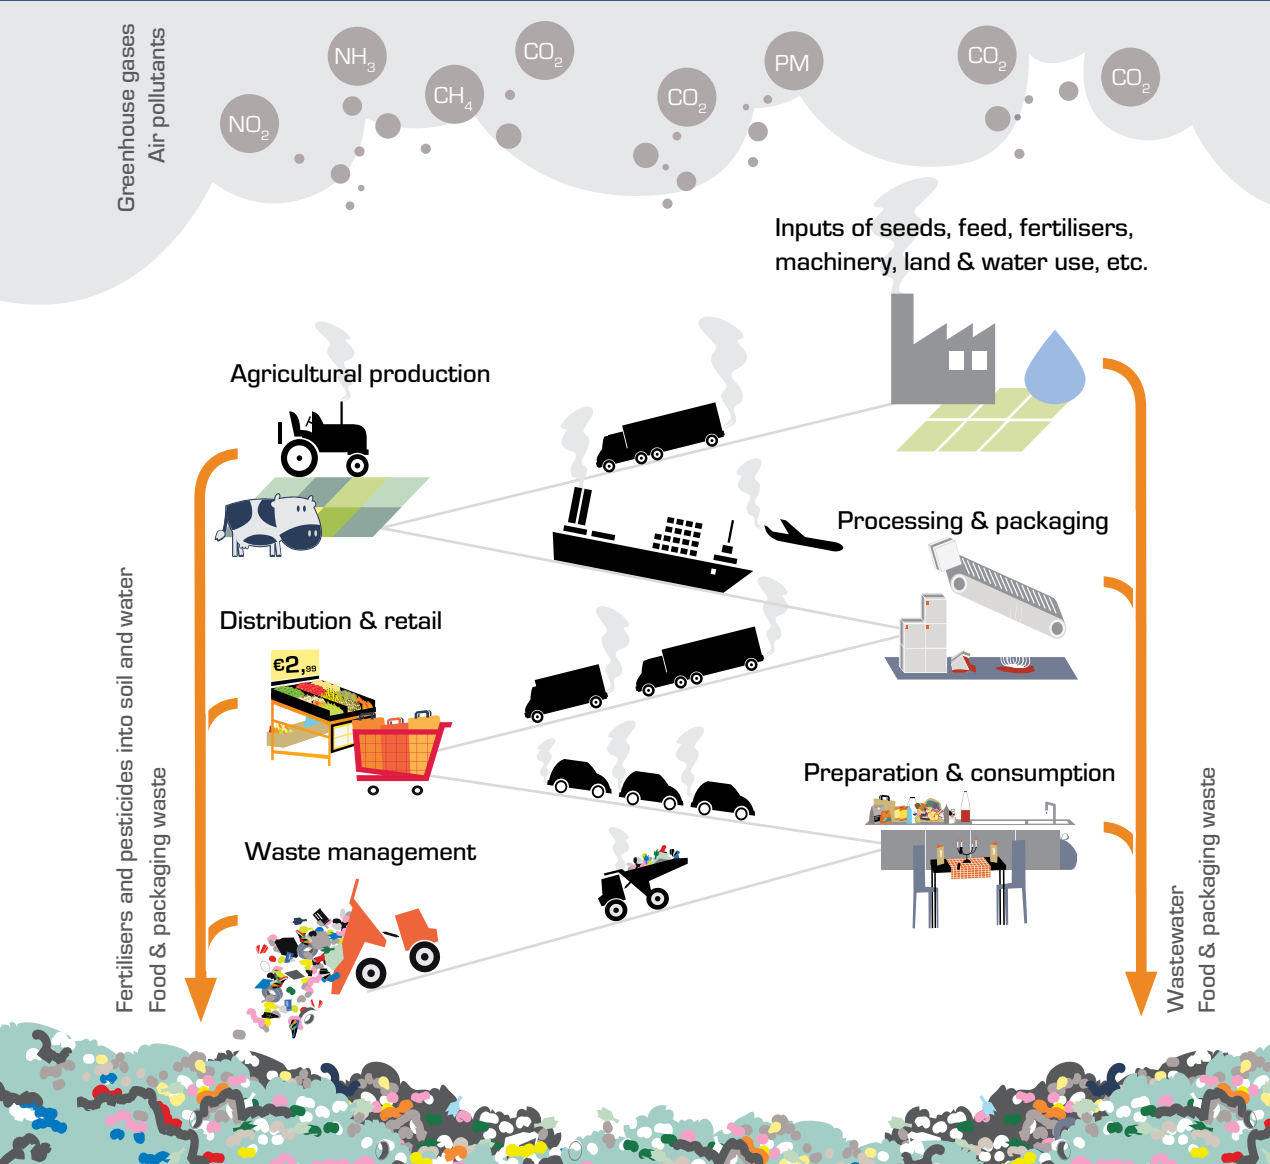 Greenhouse gases
Air pollutants
NO2
NH3
CH4
CO2
CO2
PM
CO2
CO2
Inputs of seeds, feed, fertilisers,
machinery, land & water use, etc.
Agricultural production
Processing & packaging
Distribution & retail
€2,99
Preparation & consumption
Waste management
Fertilisers and pesticides into soil and water
Food & packaging waste
Wastewater
Food & packaging waste